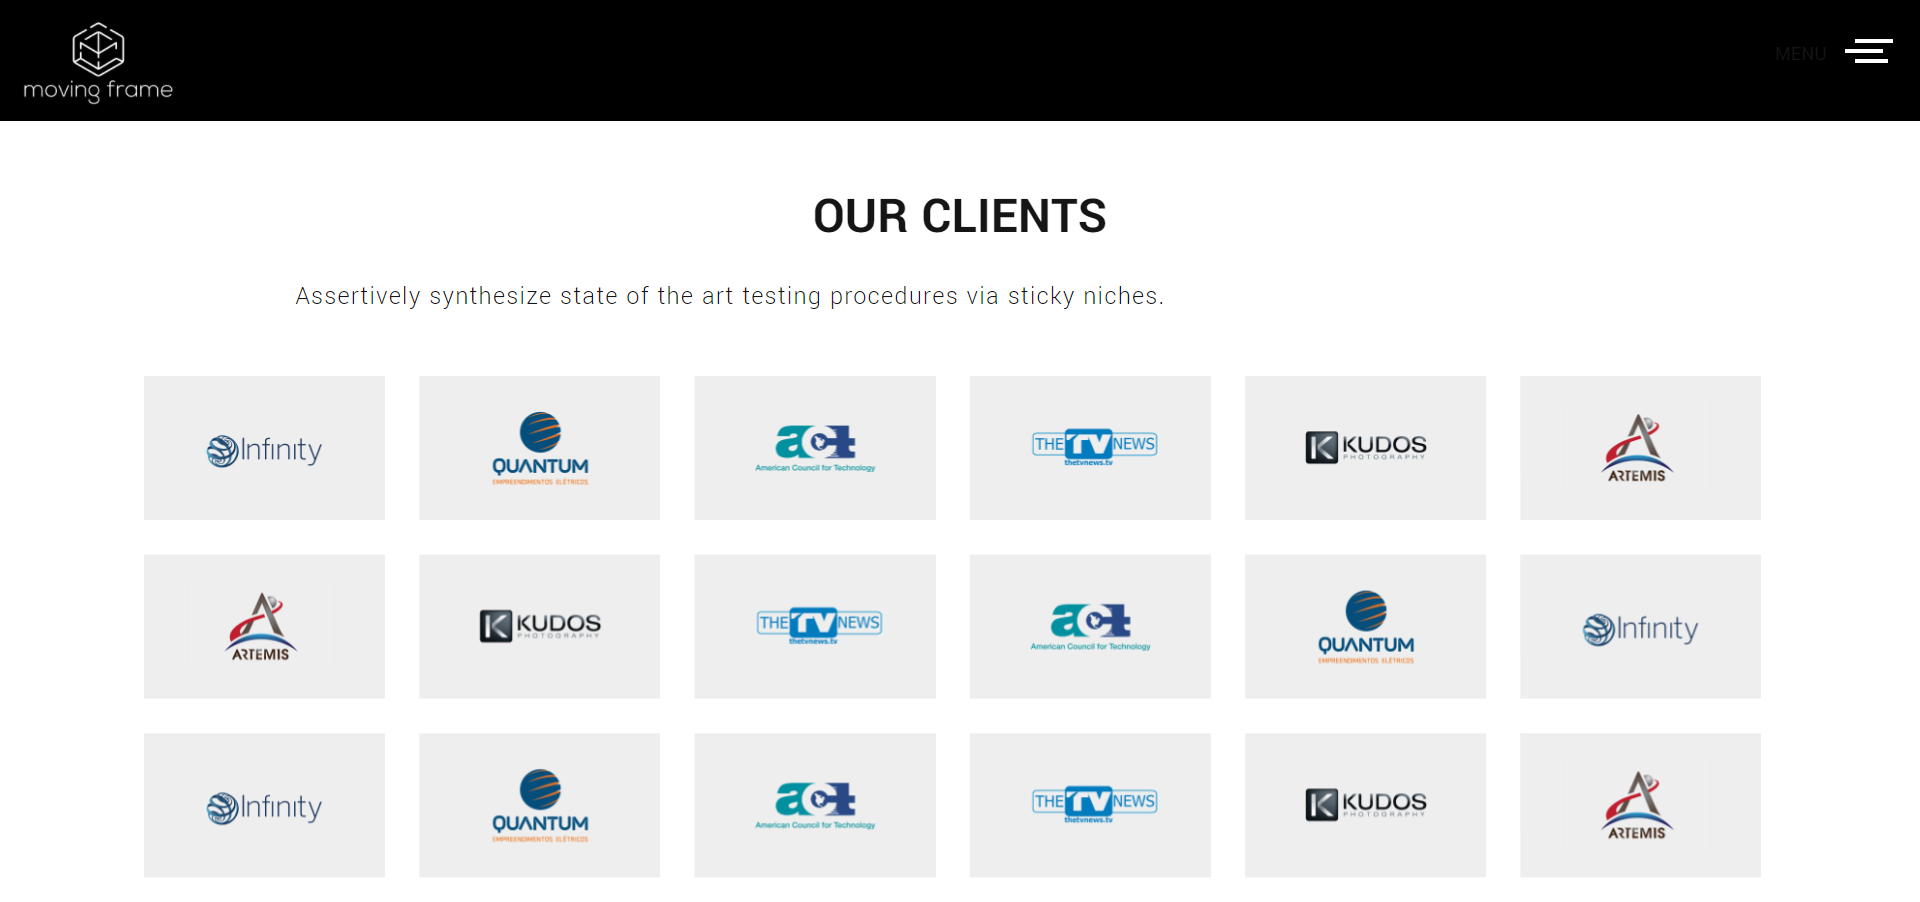 moving frame
MENU
OUR CLIENTS
Assertively synthesize state of the art testing procedures via sticky niches.
Infinity
QUANTUM
EMPREENDIMENTOS ELÉTRICOS
act
American Council for Technology
THE TV NEWS
thetvnews.tv
K KUDOS
PHOTOGRAPHY
ARTEMIS
ARTEMIS
K KUDOS
PHOTOGRAPHY
THE TV NEWS
thetvnews.tv
act
American Council for Technology
QUANTUM
EMPREENDIMENTOS ELÉTRICOS
Infinity
Infinity
QUANTUM
EMPREENDIMENTOS ELÉTRICOS
act
American Council for Technology
THE TV NEWS
thetvnews.tv
K KUDOS
PHOTOGRAPHY
ARTEMIS